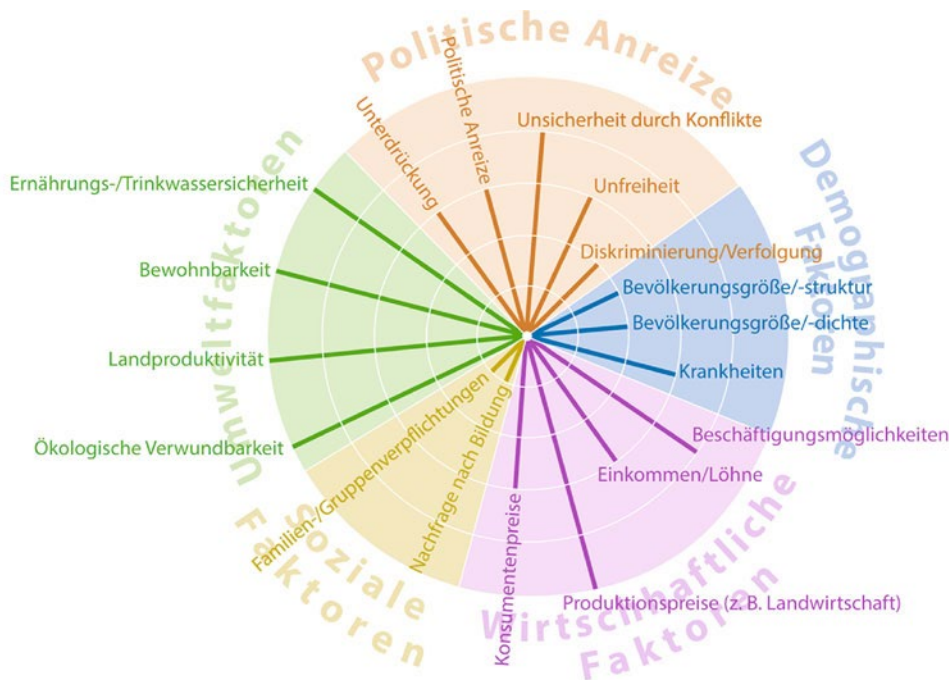 Politische Anreize
Politische Anreize
Unterdrückung
Unsicherheit durch Konflikte
Unfreiheit
Diskriminierung/Verfolgung
Demographische
Faktoren
Bevölkerungsgröße/-struktur
Bevölkerungsgröße/-dichte
Krankheiten
Beschäftigungsmöglichkeiten
Einkommen/Löhne
Produktionspreise (z. B. Landwirtschaft)
Konsumentenpreise
Wirtschhaftliche
Faktoren
Nachfrage nach Bildung
Familien-/Gruppenverpflichtungen
Soziale
Faktoren
Umweltfaktoren
Ernährungs-/Trinkwassersicherheit
Bewohnbarkeit
Landproduktivität
Ökologische Verwundbarkeit